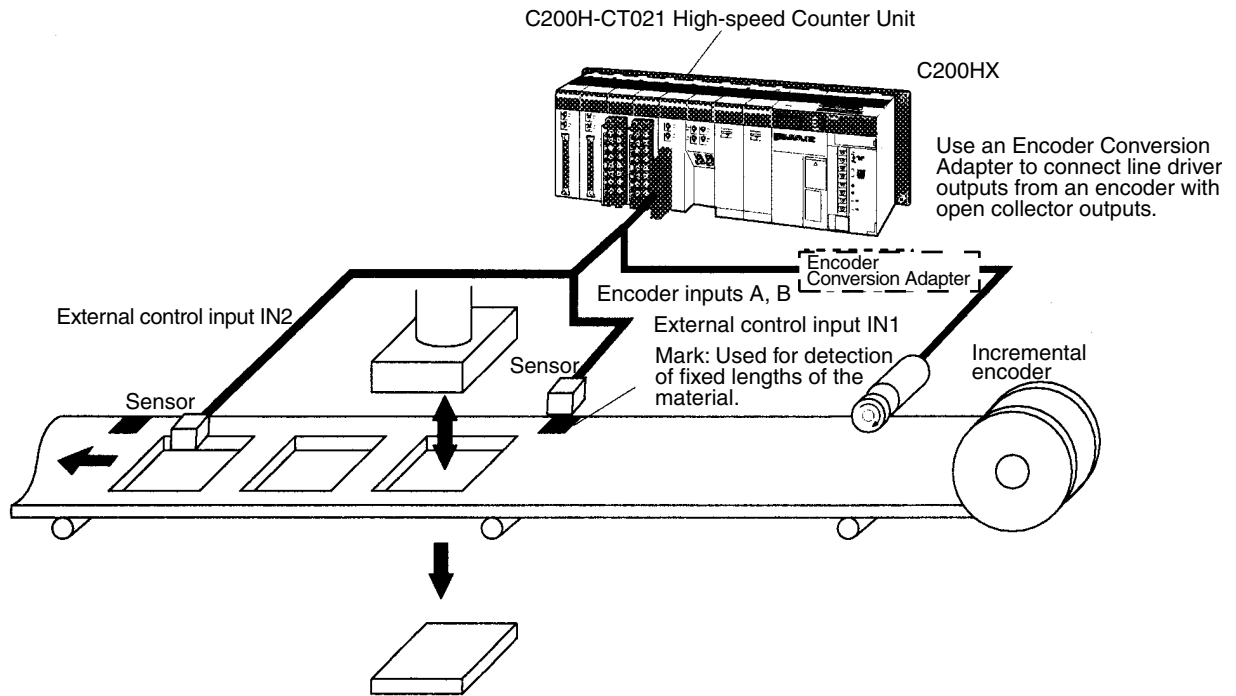 C200H-CT021 High-speed Counter Unit
C200HX
Use an Encoder Conversion
Adapter to connect line driver
outputs from an encoder with
open collector outputs.
Encoder
Conversion Adapter
Encoder inputs A, B
External control input IN2
External control input IN1
Sensor
Mark: Used for detection
of fixed lengths of the
material.
Incremental
encoder
Sensor